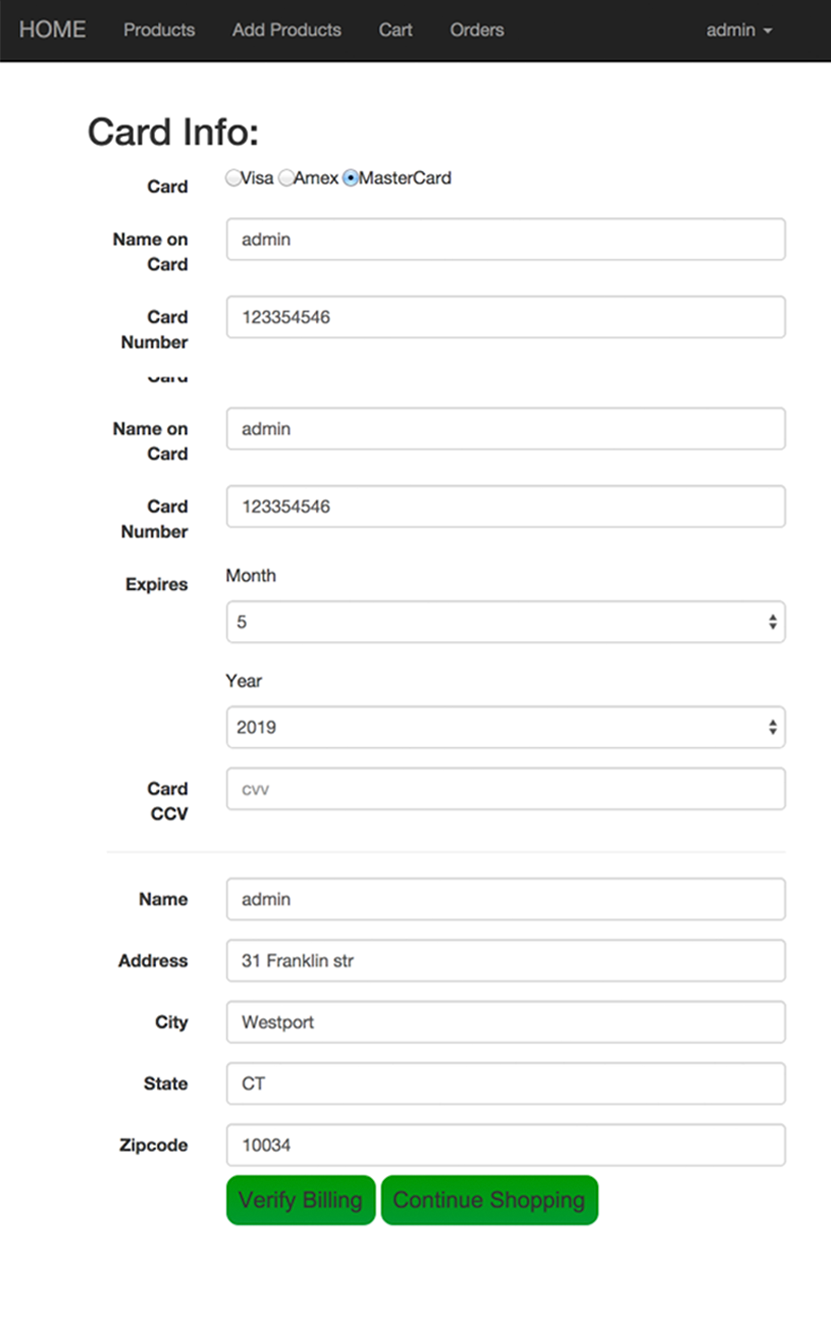 HOME Products Add Products Cart Orders admin
Card Info:
Card Visa Amex MasterCard
Name on admin
Card
Card 123354546
Number
Card
Name on admin
Card
Card 123354546
Number
Expires Month
5
Year
2019
Card cvv
CCV
Name admin
Address 31 Franklin str
City Westport
State CT
Zipcode 10034
Verify Billing Continue Shopping